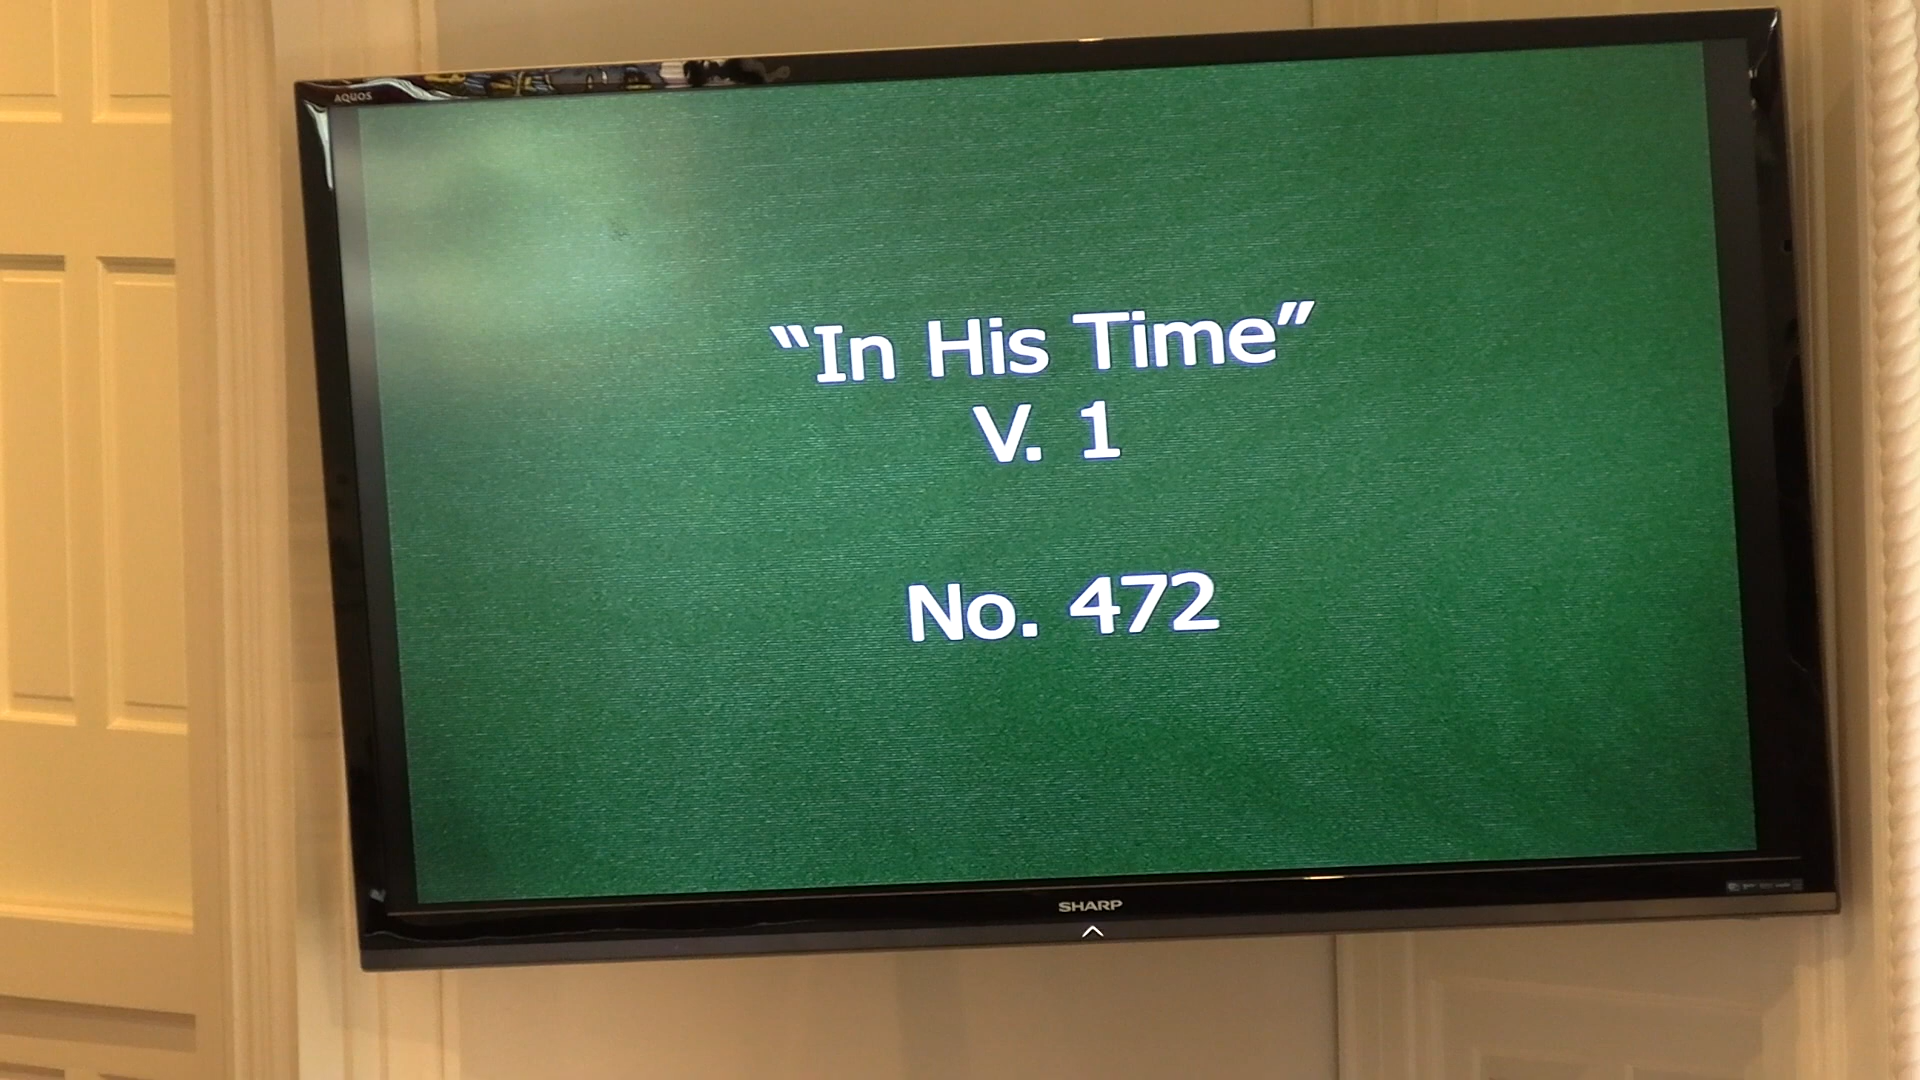 AQUOS
“In His Time”
V. 1
No. 472
SHARP